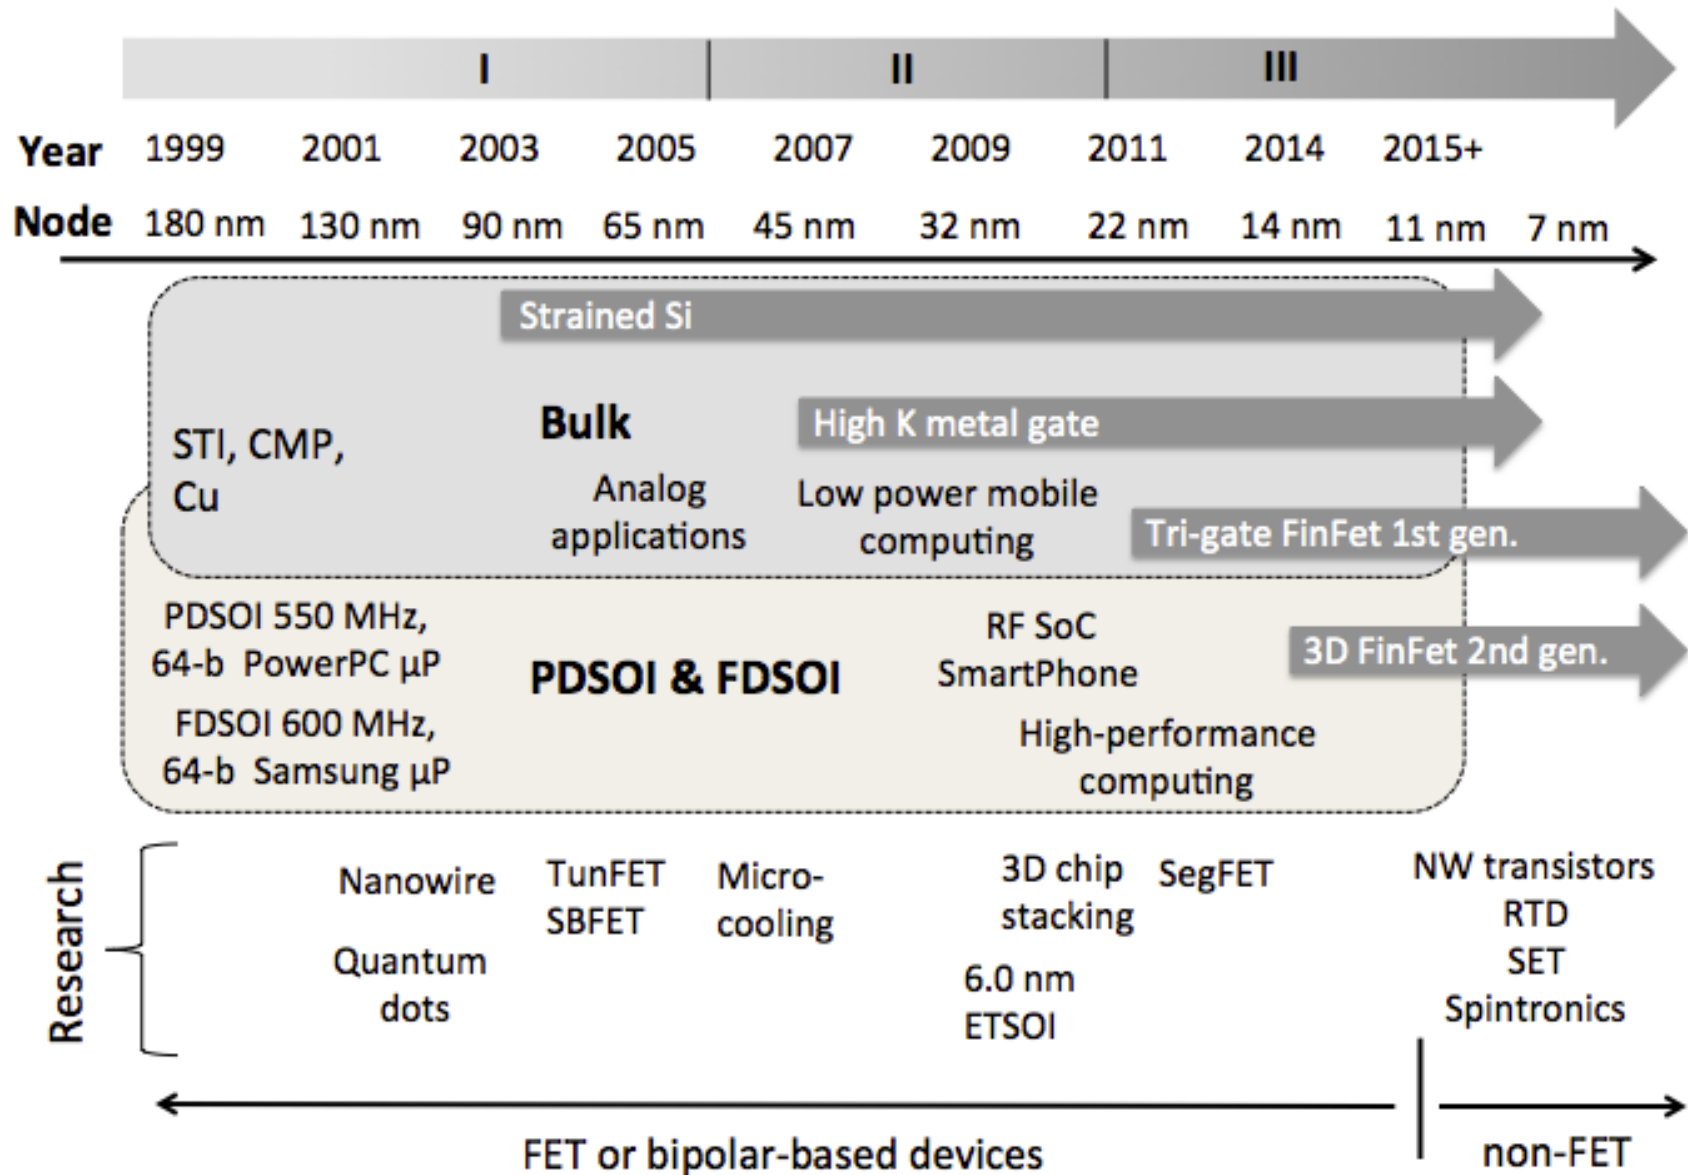 I II III
Year 1999 2001 2003 2005 2007 2009 2011 2014 2015+
Node 180 nm 130 nm 90 nm 65 nm 45 nm 32 nm 22 nm 14 nm 11 nm 7 nm
Strained Si
Bulk
High K metal gate
STI, CMP,
Cu
Analog
applications
Low power mobile
computing
Tri-gate FinFet 1st gen.
PDSOI 550 MHz,
64-b PowerPC µP
FDSOI 600 MHz,
64-b Samsung µP
PDSOI & FDSOI
RF SoC
SmartPhone
3D FinFet 2nd gen.
High-performance
computing
Research
Nanowire
Quantum
dots
TunFET
SBFET
Micro-
cooling
3D chip
stacking
6.0 nm
ETSOI
SegFET
NW transistors
RTD
SET
Spintronics
FET or bipolar-based devices
non-FET